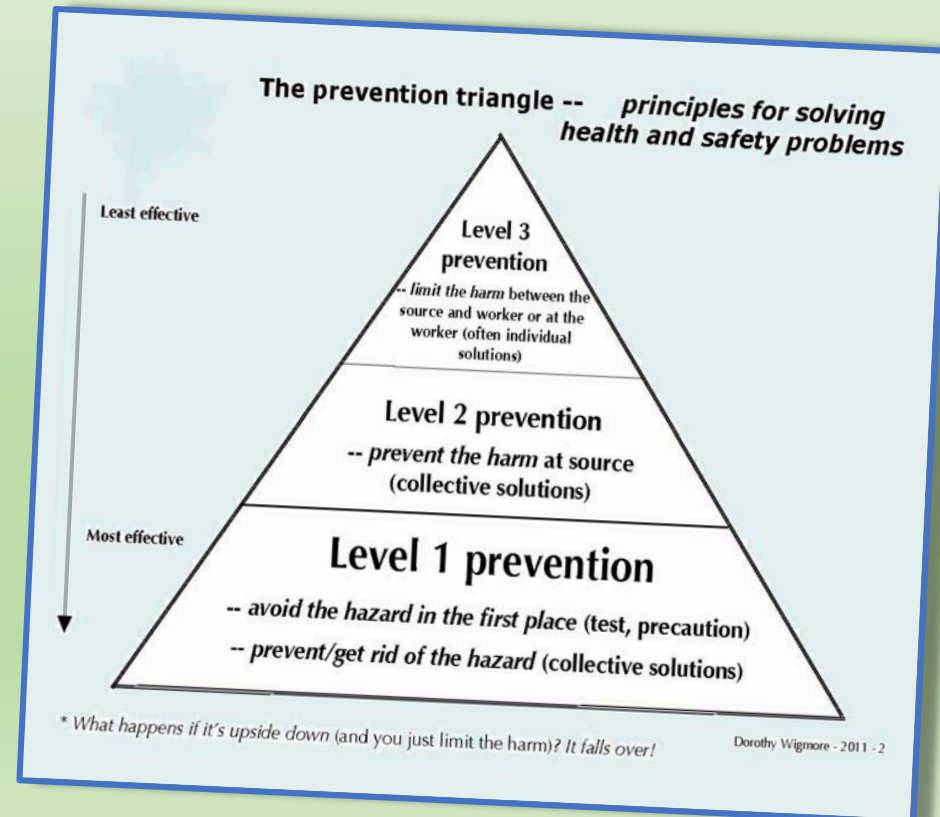 The prevention triangle -- principles for solving
health and safety problems
Least effective
Level 3
prevention
-- limit the harm between the
source and worker or at the
worker (often individual
solutions)
Level 2 prevention
-- prevent the harm at source
(collective solutions)
Most effective
Level 1 prevention
-- avoid the hazard in the first place (test, precaution)
-- prevent/get rid of the hazard (collective solutions)
* What happens if it's upside down (and you just limit the harm)? It falls over!
Dorothy Wigmore - 2011 - 2